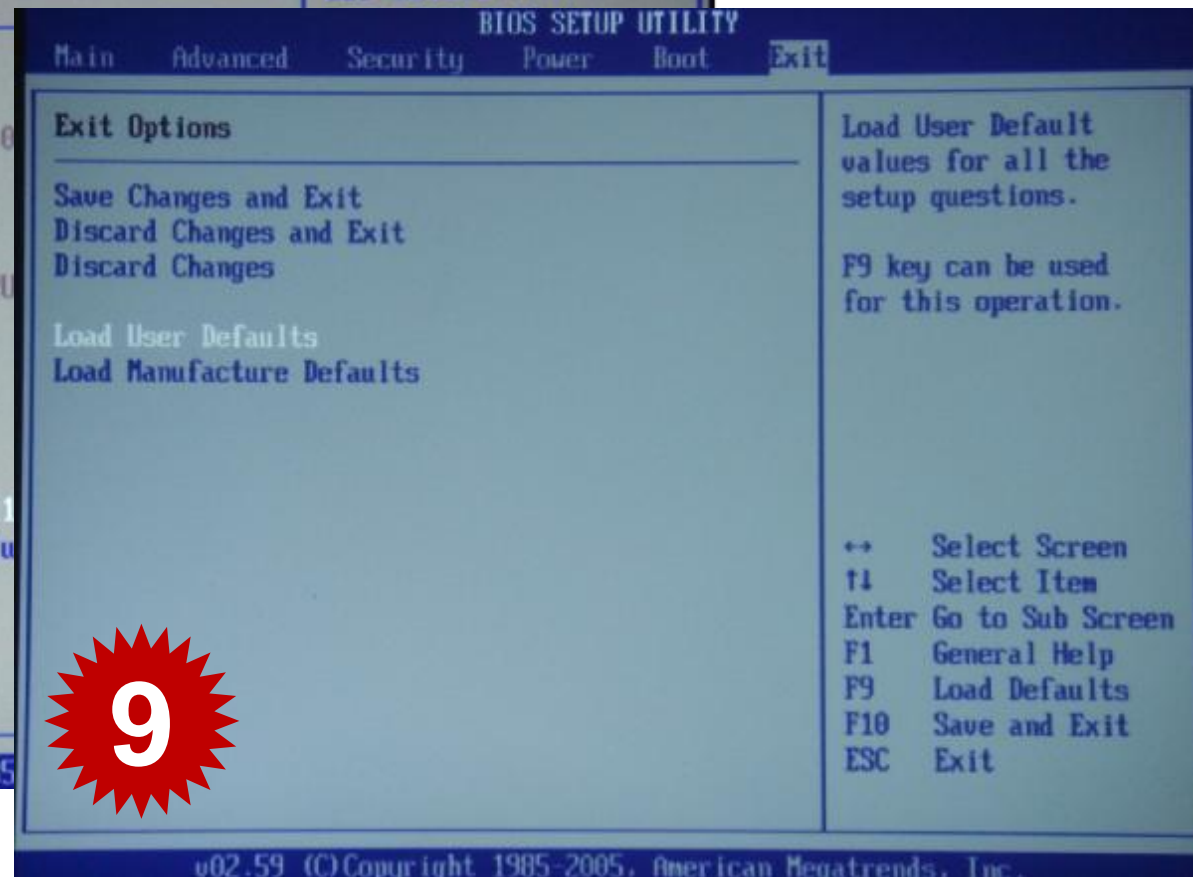 BIOS SETUP UTILITY
Main Advanced Security Power Boot Exit
Exit Options
Save Changes and Exit
Discard Changes and Exit
Discard Changes
Load User Defaults
Load Manufacture Defaults
Load User Default
values for all the
setup questions.
F9 key can be used
for this operation.
↔ Select Screen
↑↓ Select Item
Enter Go to Sub Screen
F1 General Help
F9 Load Defaults
F10 Save and Exit
ESC Exit
9
v02.59 (C)Copyright 1985-2005, American Megatrends, Inc.